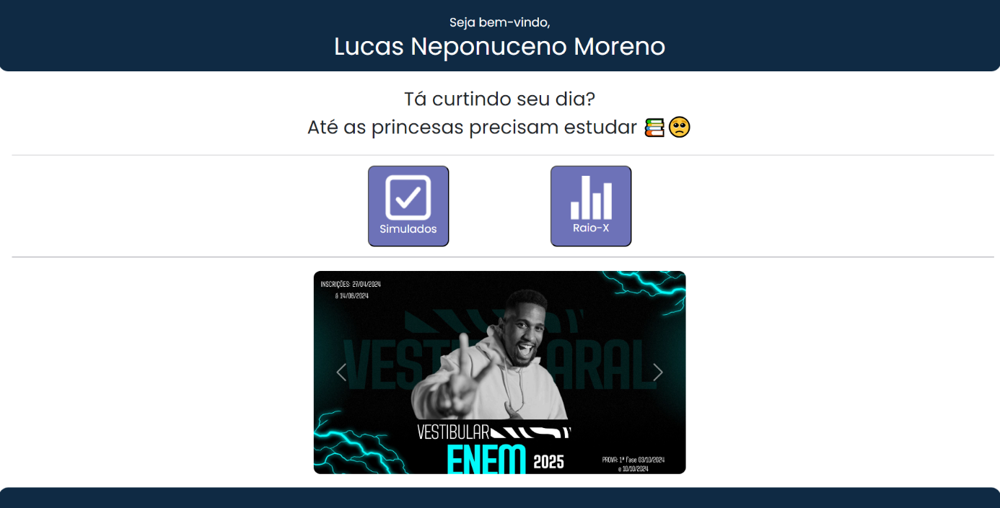 Seja bem-vindo,
Lucas Neponuceno Moreno
Tá curtindo seu dia?
Até as princesas precisam estudar 📚🥺
Simulados
Raio-X
INSCRIÇÕES: 27/04/2024
á 14/06/2024
VESTIBULAR
ENEM 2025
PROVA: 1ª Fase 03/10/2024
e 10/10/2024